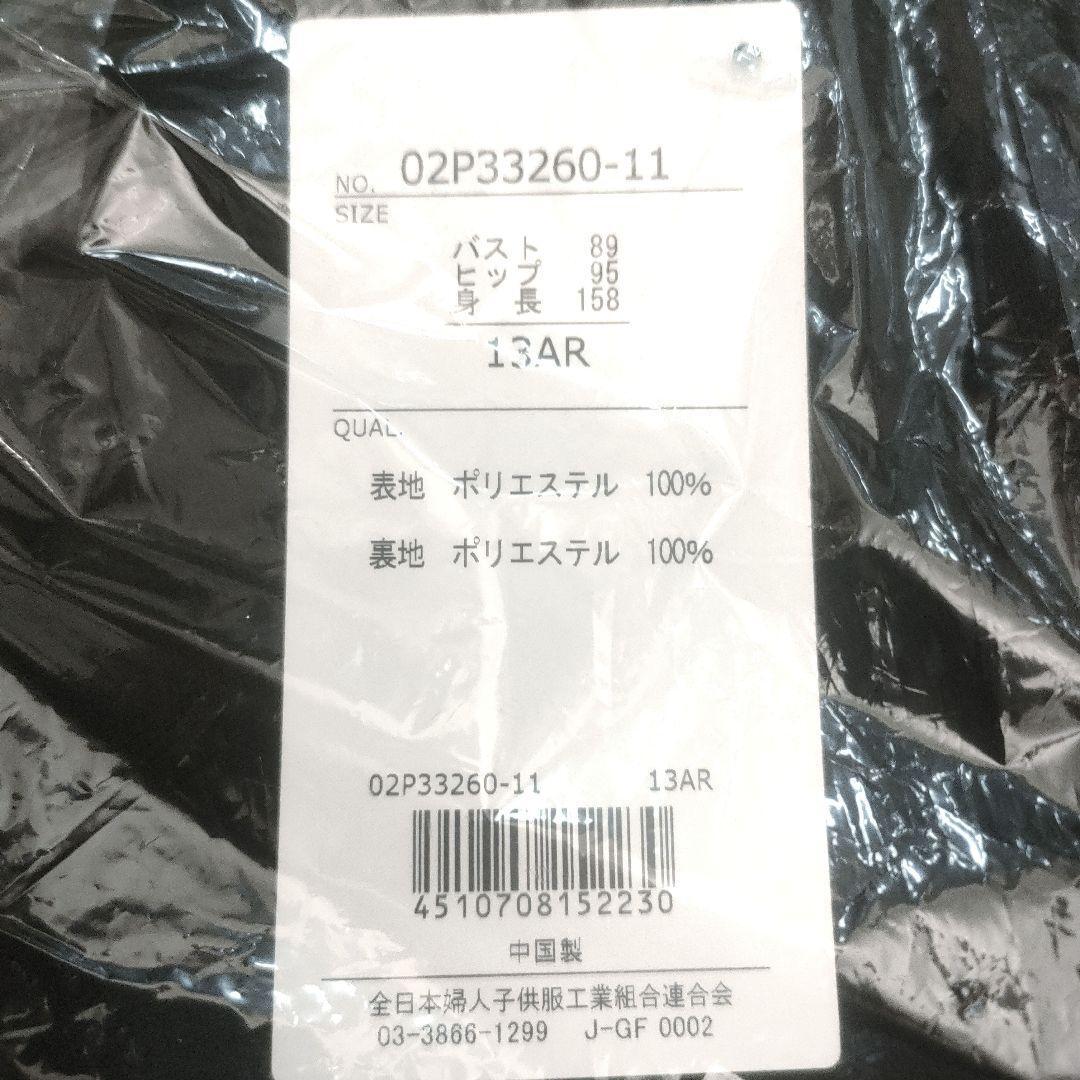 NO. 02P33260-11
SIZE
バスト 89
ヒップ 95
身 長 158
13AR
QUAL.
表地 ポリエステル 100%
裏地 ポリエステル 100%
02P33260-11 13AR
4510708152230
中国製
全日本婦人子供服工業組合連合会
03-3866-1299 J-GF 0002